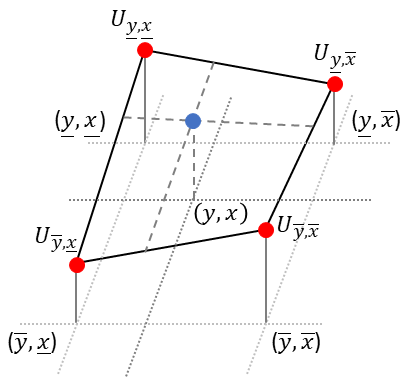 U_{y̲,x̲}
U_{y̲,x̅}
(y̲, x̲)
(y̲, x̅)
(y, x)
U_{y̅,x̲}
U_{y̅,x̅}
(y̅, x̲)
(y̅, x̅)